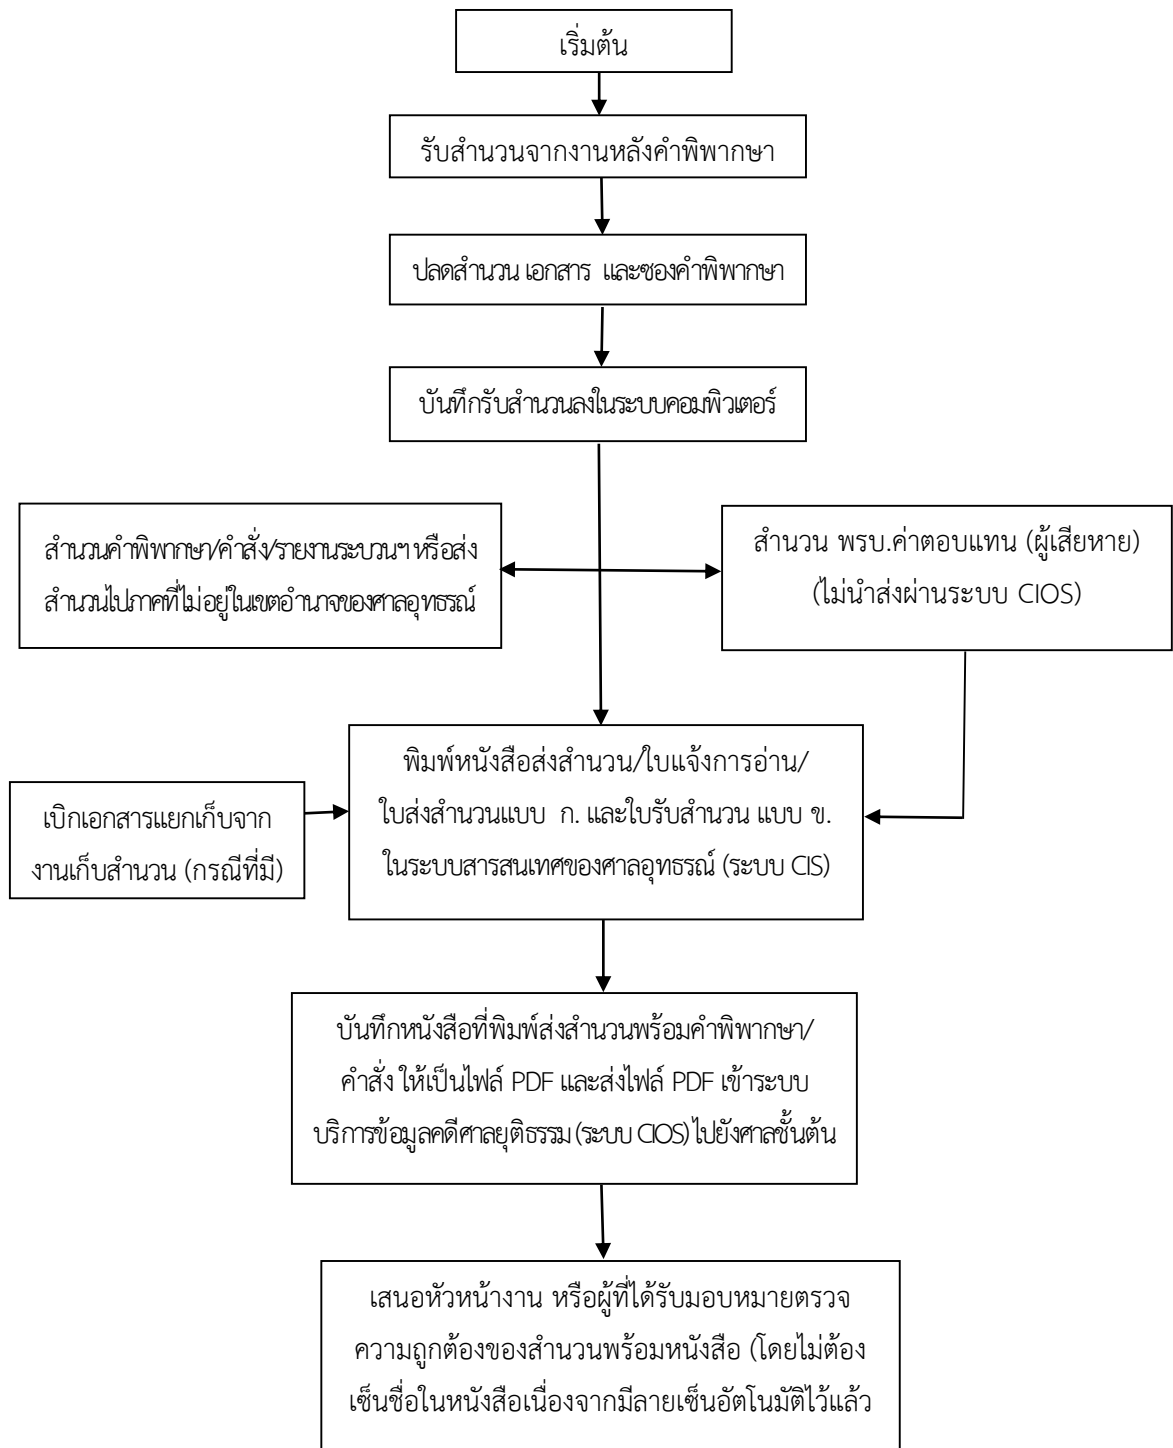 เริ่มต้น
รับสำนวนจากงานหลังคำพิพากษา
ปลดสำนวน เอกสาร และซองคำพิพากษา
บันทึกรับสำนวนลงในระบบคอมพิวเตอร์
สำนวนคำพิพากษา/คำสั่ง/รายงานระบวนฯ หรือส่ง
สำนวนไปภาคที่ไม่อยู่ในเขตอำนาจของศาลอุทธรณ์
สำนวน พรบ.ค่าตอบแทน (ผู้เสียหาย)
(ไม่นำส่งผ่านระบบ CIOS)
พิมพ์หนังสือส่งสำนวน/ใบแจ้งการอ่าน/
ใบส่งสำนวนแบบ ก. และใบรับสำนวน แบบ ข.
ในระบบสารสนเทศของศาลอุทธรณ์ (ระบบ CIS)
เบิกเอกสารแยกเก็บจาก
งานเก็บสำนวน (กรณีที่มี)
บันทึกหนังสือที่พิมพ์ส่งสำนวนพร้อมคำพิพากษา/
คำสั่ง ให้เป็นไฟล์ PDF และส่งไฟล์ PDF เข้าระบบ
บริการข้อมูลคดีศาลยุติธรรม (ระบบ CIOS) ไปยังศาลชั้นต้น
เสนอหัวหน้างาน หรือผู้ที่ได้รับมอบหมายตรวจ
ความถูกต้องของสำนวนพร้อมหนังสือ (โดยไม่ต้อง
เซ็นชื่อในหนังสือเนื่องจากมีลายเซ็นอัตโนมัติไว้แล้ว